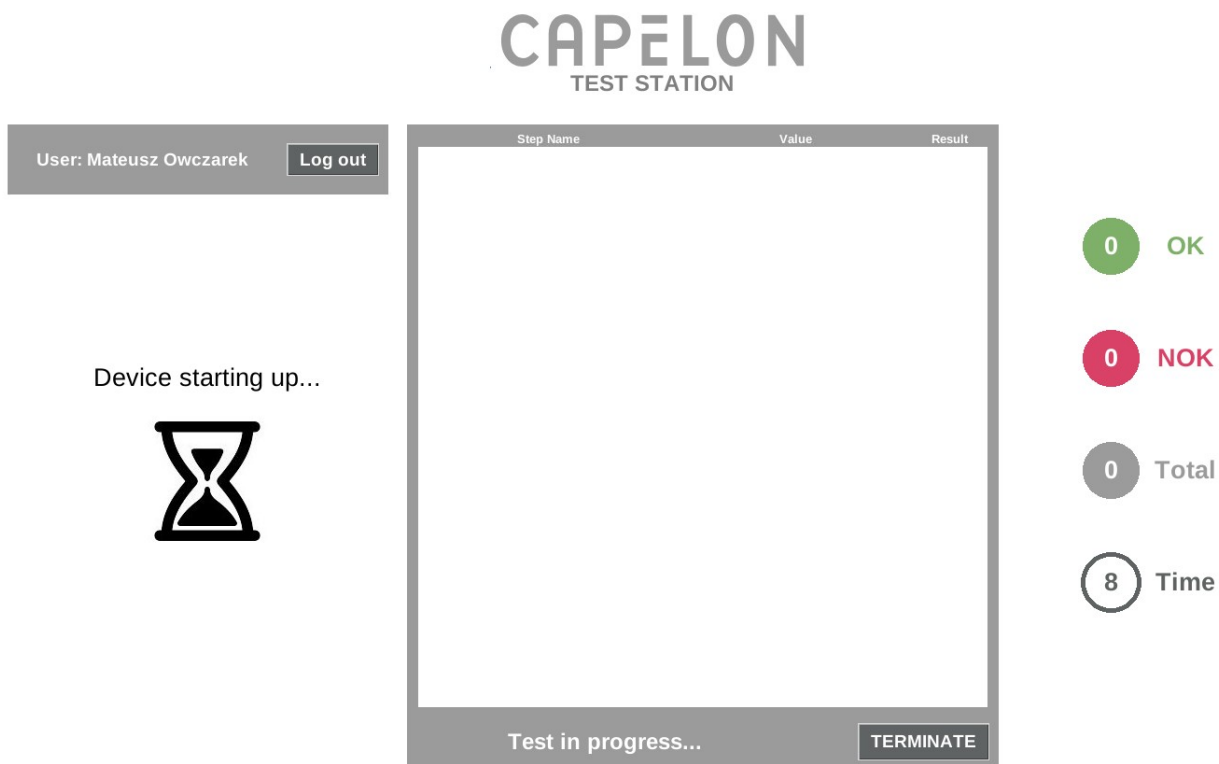 CAPELON
TEST STATION
User: Mateusz Owczarek
Log out
Device starting up...
Step Name Value Result
Test in progress...
TERMINATE
0 OK
0 NOK
0 Total
8 Time